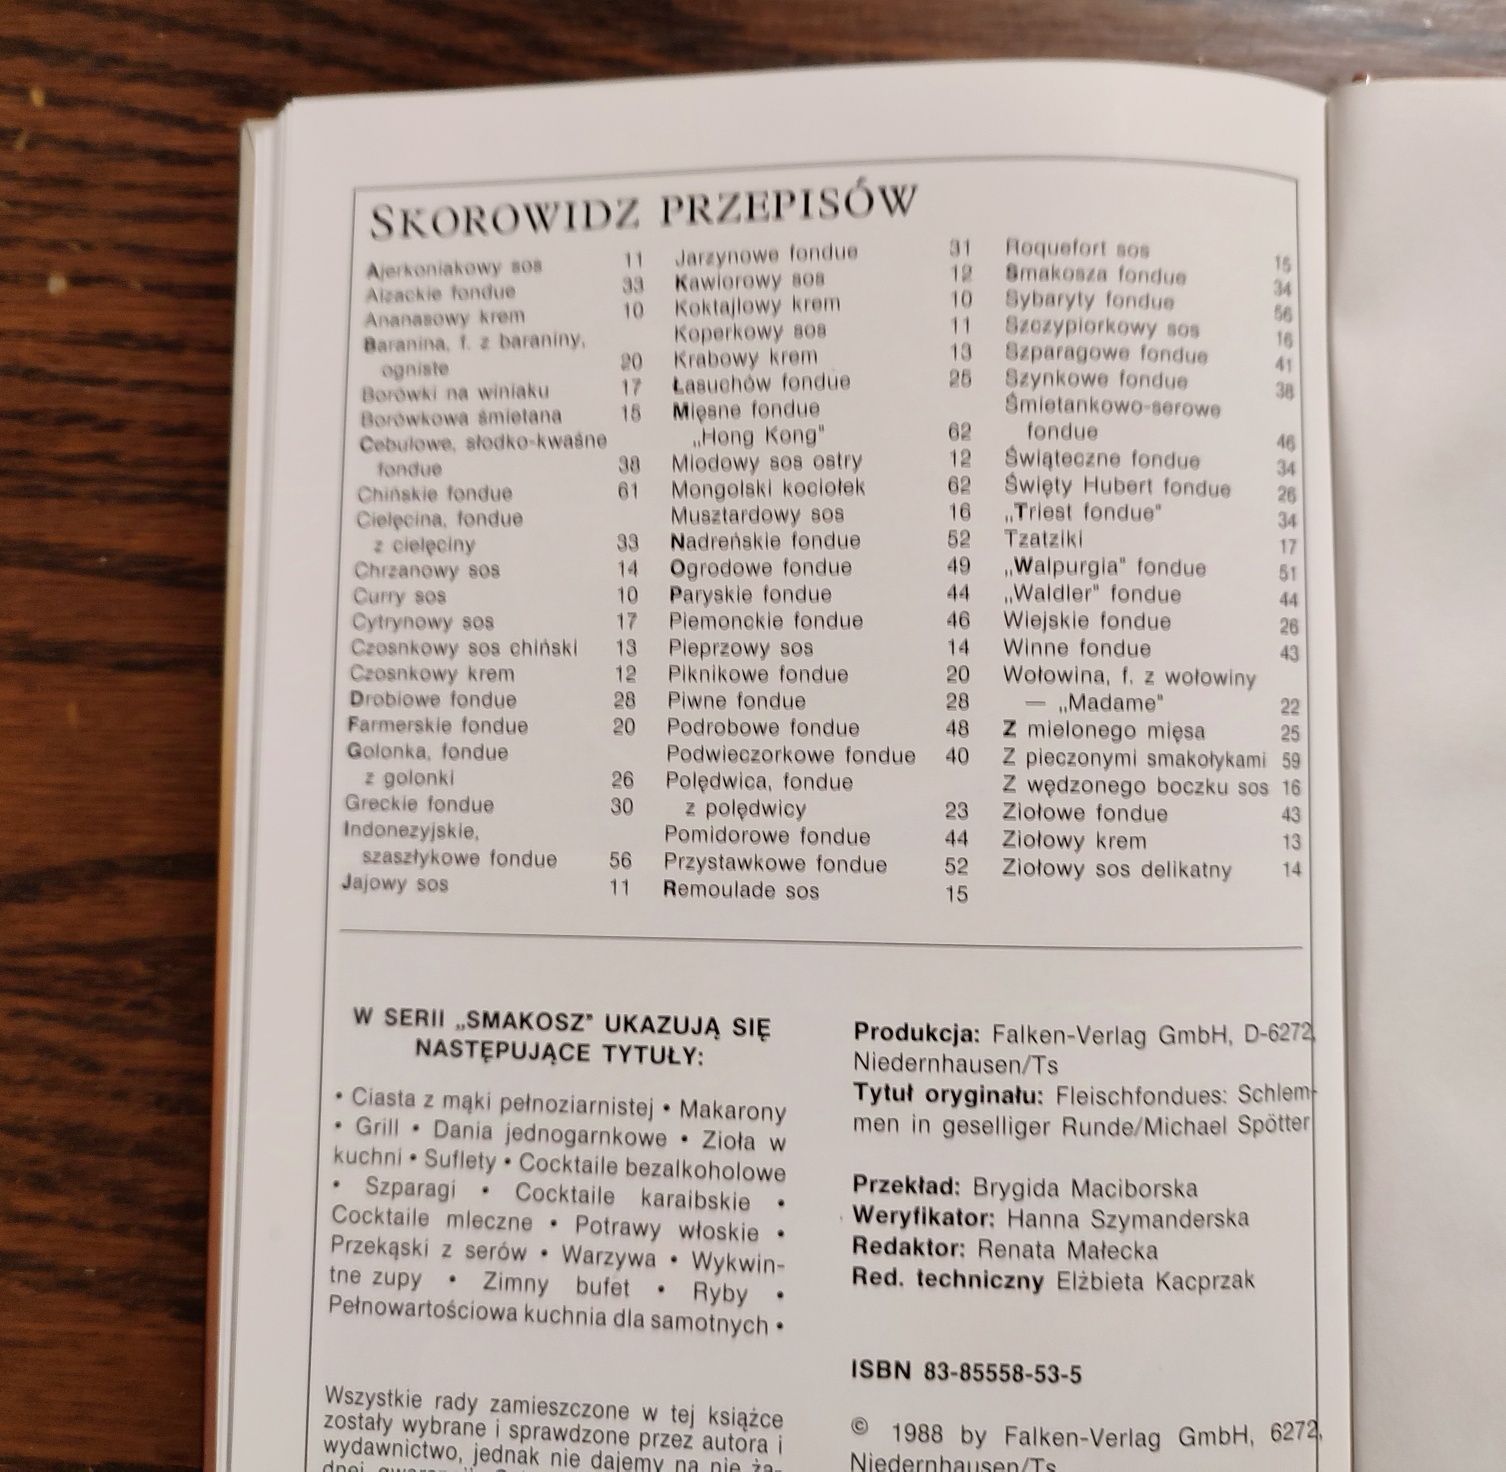 SKOROWIDZ PRZEPISÓW
Ajerkoniakowy sos 11
Alzackie fondue 33
Ananasowy krem 10
Baranina, f. z baraniny,
ogniste 20
Borówki na winiaku 17
Borówkowa śmietana 15
Cebulowe, słodko-kwaśne
fondue 38
Chińskie fondue 61
Cielęcina, fondue
z cielęciny 33
Chrzanowy sos 14
Curry sos 10
Cytrynowy sos 17
Czosnkowy sos chiński 13
Czosnkowy krem 12
Drobiowe fondue 28
Farmerskie fondue 20
Golonka, fondue
z golonki 26
Greckie fondue 30
Indonezyjskie,
szaszłykowe fondue 56
Jajowy sos 11
Jarzynowe fondue 31
Kawiorowy sos 12
Koktajlowy krem 10
Koperkowy sos 11
Krabowy krem 13
Łasuchów fondue 25
Mięsne fondue
„Hong Kong" 62
Miodowy sos ostry 12
Mongolski kociołek 62
Musztardowy sos 16
Nadreńskie fondue 52
Ogrodowe fondue 49
Paryskie fondue 44
Piemonckie fondue 46
Pieprzowy sos 14
Piknikowe fondue 20
Piwne fondue 28
Podrobowe fondue 48
Podwieczorkowe fondue 40
Polędwica, fondue
z polędwicy 23
Pomidorowe fondue 44
Przystawkowe fondue 52
Remoulade sos 15
Roquefort sos 15
Smakosza fondue 34
Sybaryty fondue 56
Szczypiorkowy sos 16
Szparagowe fondue 41
Szynkowe fondue 38
Śmietankowo-serowe
fondue 46
Świąteczne fondue 34
Święty Hubert fondue 26
„Triest fondue" 34
Tzatziki 17
„Walpurgia" fondue 51
„Waldler" fondue 44
Wiejskie fondue 26
Winne fondue 43
Wołowina, f. z wołowiny
— „Madame" 22
Z mielonego mięsa 25
Z pieczonymi smakołykami 59
Z wędzonego boczku sos 16
Ziołowe fondue 43
Ziołowy krem 13
Ziołowy sos delikatny 14
W SERII „SMAKOSZ" UKAZUJĄ SIĘ
NASTĘPUJĄCE TYTUŁY:
• Ciasta z mąki pełnoziarnistej • Makarony
• Grill • Dania jednogarnkowe • Zioła w
kuchni • Suflety • Cocktaile bezalkoholowe
• Szparagi • Cocktaile karaibskie •
Cocktaile mleczne • Potrawy włoskie •
Przekąski z serów • Warzywa • Wykwin-
tne zupy • Zimny bufet • Ryby •
Pełnowartościowa kuchnia dla samotnych •
Wszystkie rady zamieszczone w tej książce
zostały wybrane i sprawdzone przez autora i
wydawnictwo, jednak nie dajemy na nie ża-
Produkcja: Falken-Verlag GmbH, D-6272,
Niedernhausen/Ts
Tytuł oryginału: Fleischfondues: Schlem-
men in geselliger Runde/Michael Spötter
Przekład: Brygida Maciborska
Weryfikator: Hanna Szymanderska
Redaktor: Renata Małecka
Red. techniczny Elżbieta Kacprzak
ISBN 83-85558-53-5
© 1988 by Falken-Verlag GmbH, 6272,
Niedernhausen/Ts